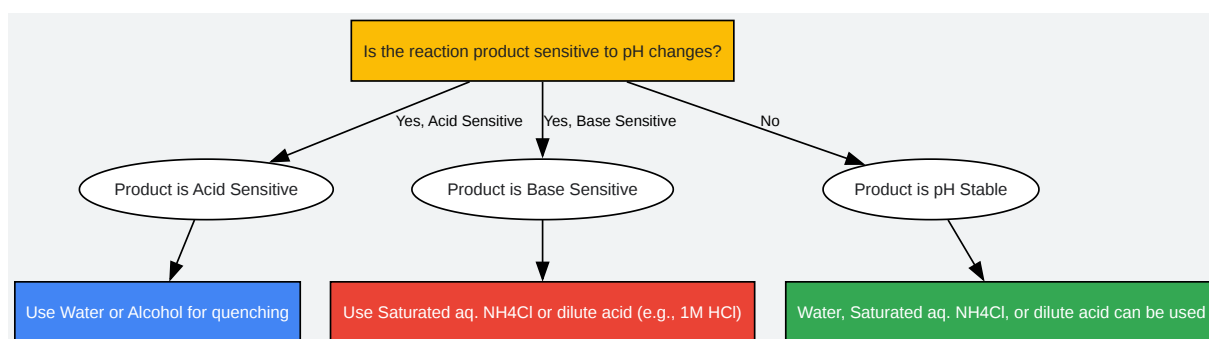 Is the reaction product sensitive to pH changes?
Yes, Acid Sensitive
Yes, Base Sensitive
No
Product is Acid Sensitive
Product is Base Sensitive
Product is pH Stable
Use Water or Alcohol for quenching
Use Saturated aq. NH4Cl or dilute acid (e.g., 1M HCl)
Water, Saturated aq. NH4Cl, or dilute acid can be used